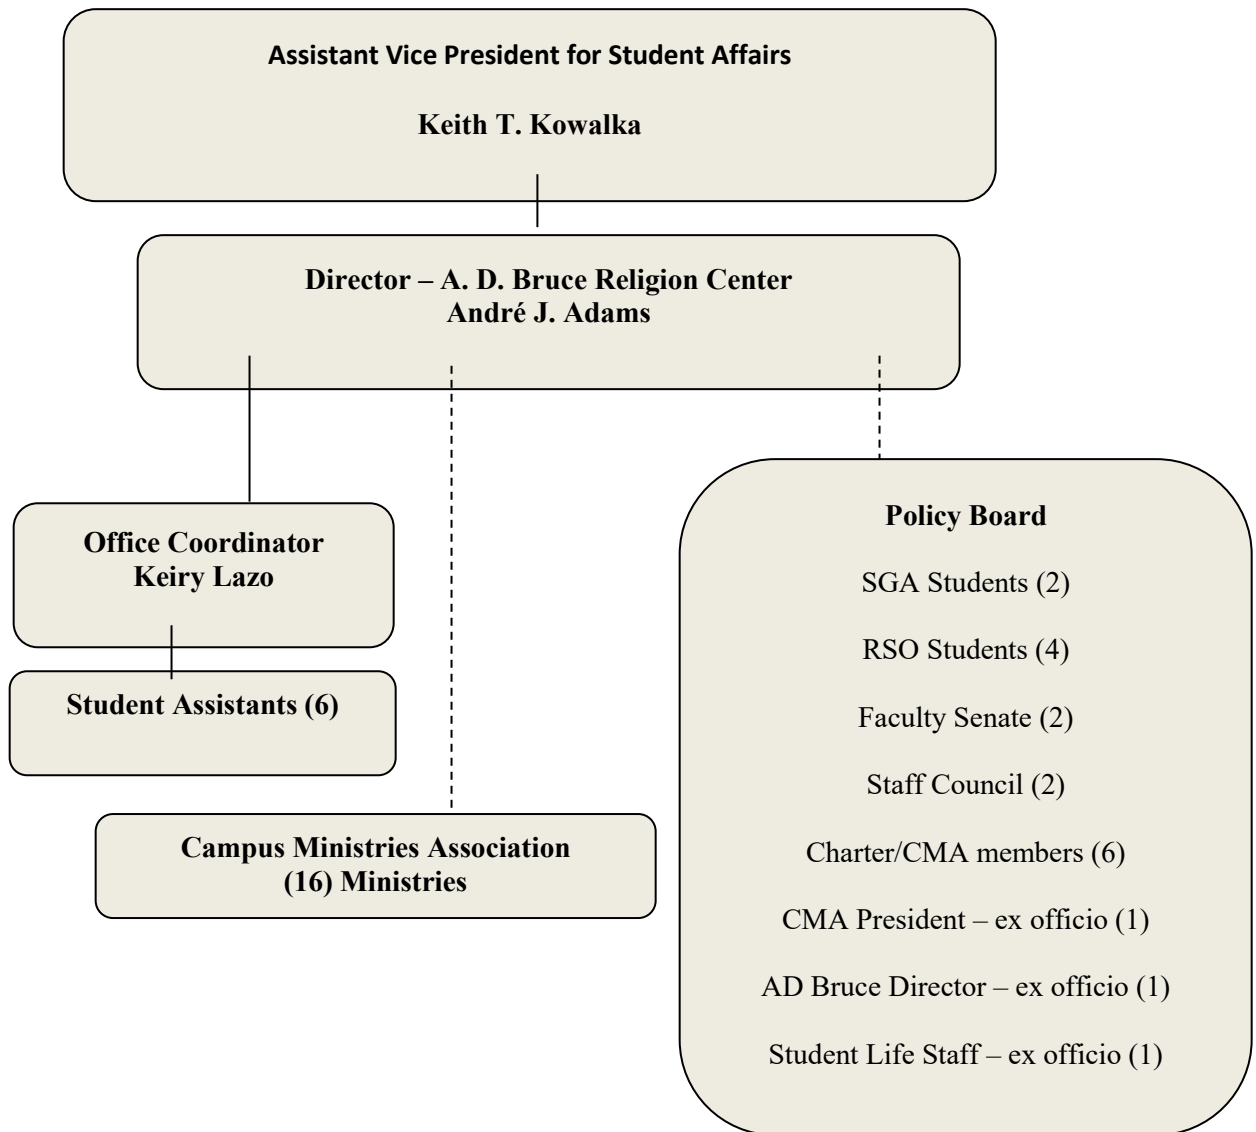 Assistant Vice President for Student Affairs
Keith T. Kowalka
Director – A. D. Bruce Religion Center
André J. Adams
Office Coordinator
Keiry Lazo
Student Assistants (6)
Campus Ministries Association
(16) Ministries
Policy Board
SGA Students (2)
RSO Students (4)
Faculty Senate (2)
Staff Council (2)
Charter/CMA members (6)
CMA President – ex officio (1)
AD Bruce Director – ex officio (1)
Student Life Staff – ex officio (1)